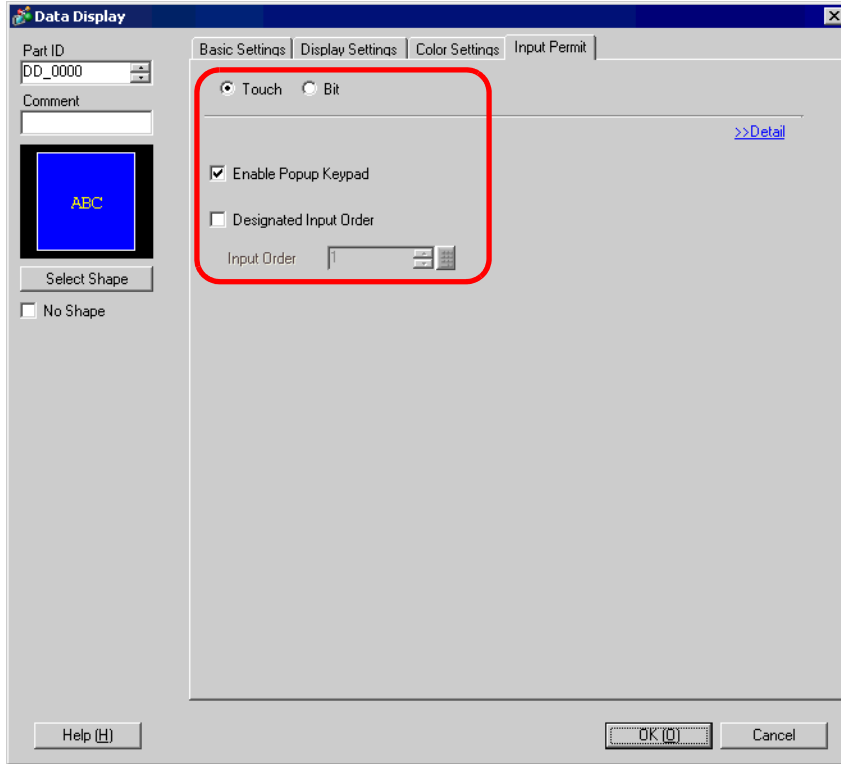 Data Display
Part ID
DD_0000
Comment
ABC
Select Shape
No Shape
Basic Settings
Display Settings
Color Settings
Input Permit
Touch
Bit
>>Detail
Enable Popup Keypad
Designated Input Order
Input Order
1
Help (H)
OK (O)
Cancel